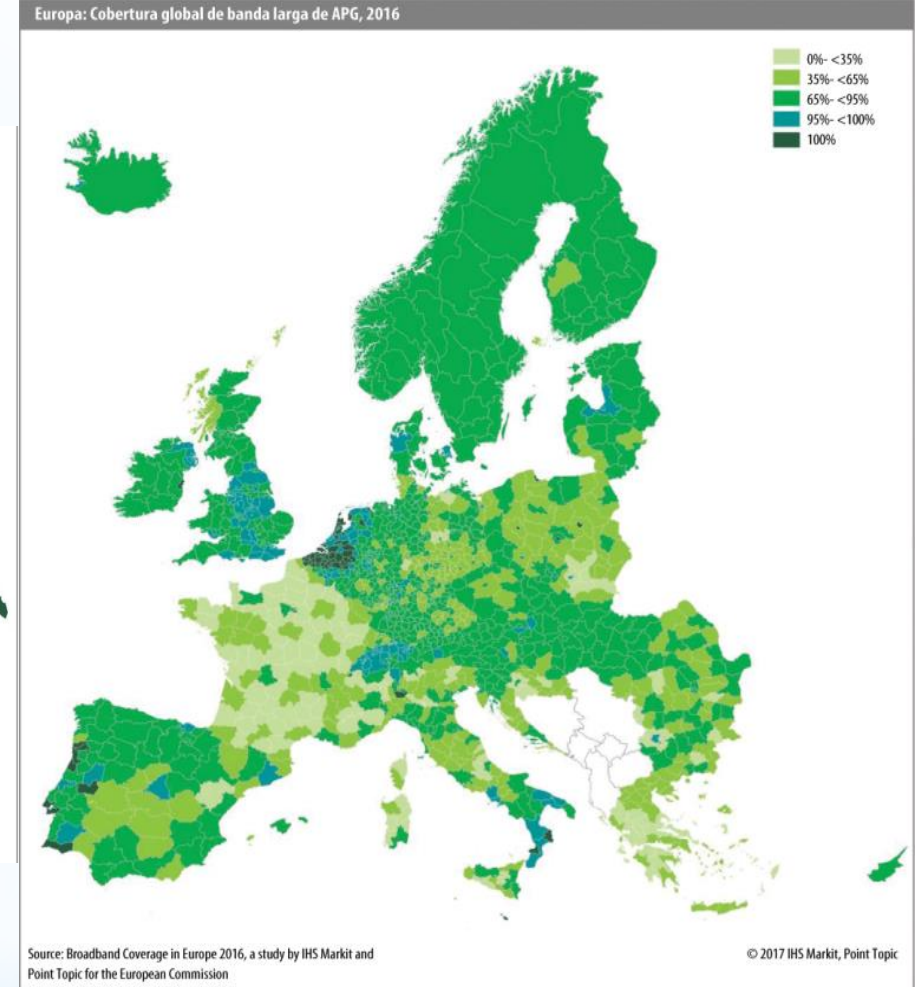 Europa: Cobertura global de banda larga de APG, 2016
0%- <35%
35%- <65%
65%- <95%
95%- <100%
100%
Source: Broadband Coverage in Europe 2016, a study by IHS Markit and
Point Topic for the European Commission
© 2017 IHS Markit, Point Topic